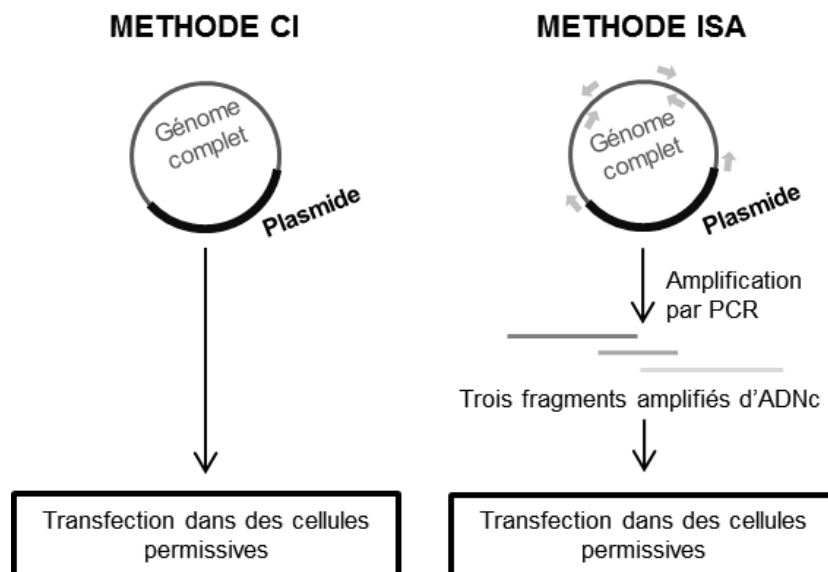 METHODE CI
Génome
complet
Plasmide
Transfection dans des cellules
permissives
METHODE ISA
Génome
complet
Plasmide
Amplification
par PCR
Trois fragments amplifiés d'ADNc
Transfection dans des cellules
permissives